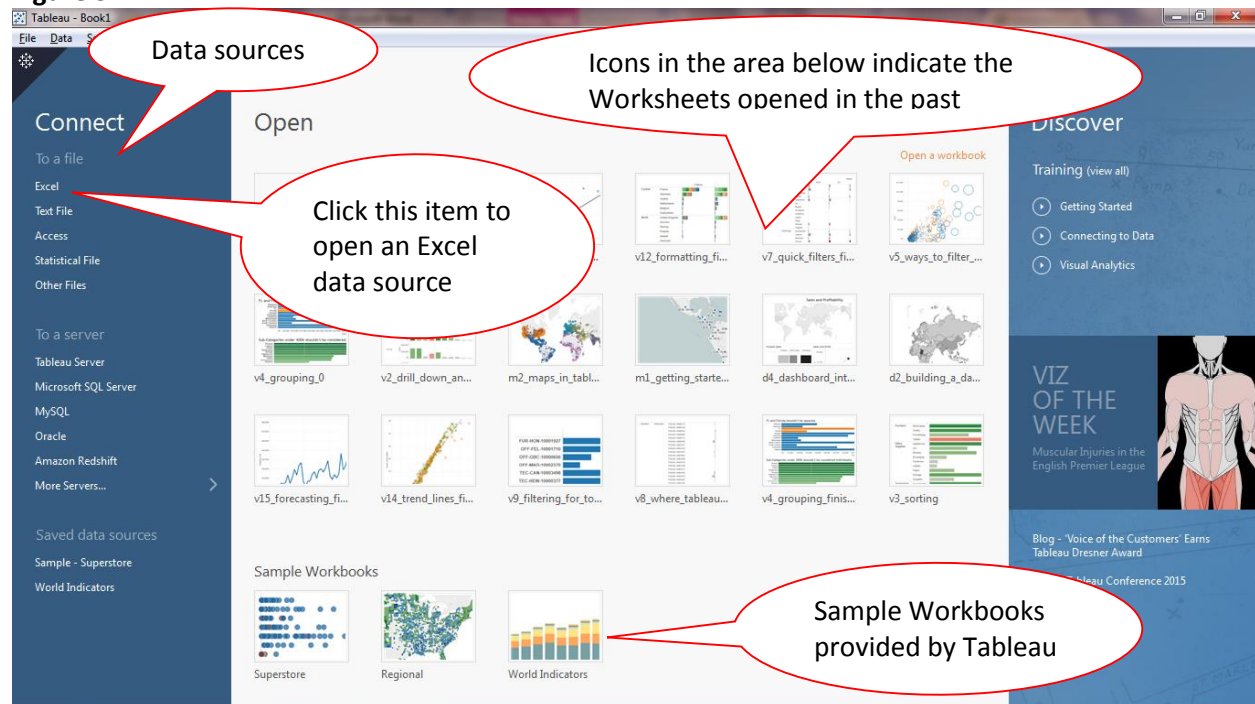 Tableau - Book1
File Data
Data sources
Icons in the area below indicate the
Worksheets opened in the past
Connect
To a file
Excel
Text File
Access
Statistical File
Other Files
To a server
Tableau Server
Microsoft SQL Server
MySQL
Oracle
Amazon Redshift
More Servers...
Saved data sources
Sample - Superstore
World Indicators
Open
Open a workbook
Click this item to
open an Excel
data source
v12_formatting_fi...
v7_quick_filters_fi...
v5_ways_to_filter_...
v4_grouping_0
v2_drill_down_an...
m2_maps_in_tabl...
m1_getting_starte...
d4_dashboard_int...
d2_building_a_da...
v15_forecasting_fi...
v14_trend_lines_fi...
v9_filtering_for_to...
v8_where_tableau...
v4_grouping_finis...
v3_sorting
Sample Workbooks
Superstore
Regional
World Indicators
Sample Workbooks
provided by Tableau
Discover
Training (view all)
Getting Started
Connecting to Data
Visual Analytics
VIZ
OF THE
WEEK
Muscular Injuries in the
English Premier League
Blog - 'Voice of the Customers' Earns
Tableau Dresner Award
Tableau Conference 2015